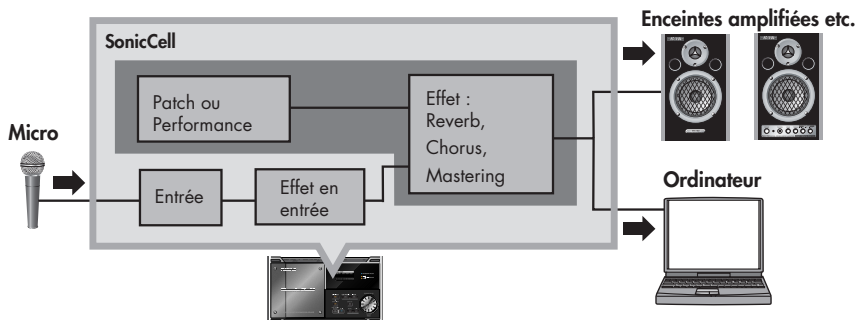 Enceintes amplifiées etc.
SonicCell
Patch ou
Performance
Effet :
Reverb,
Chorus,
Mastering
Micro
Entrée
Effet en
entrée
Ordinateur